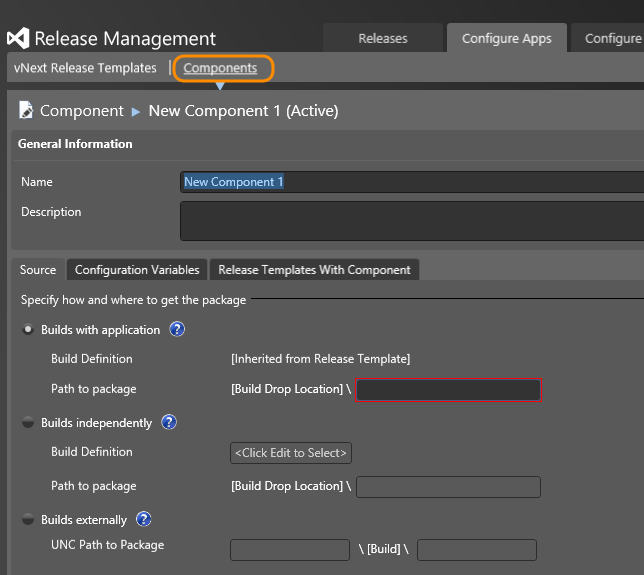 Release Management
Releases Configure Apps Configure
vNext Release Templates | Components
Component ▸ New Component 1 (Active)
General Information
Name New Component 1
Description
Source Configuration Variables Release Templates With Component
Specify how and where to get the package
Builds with application ?
Build Definition [Inherited from Release Template]
Path to package [Build Drop Location] \
Builds independently ?
Build Definition <Click Edit to Select>
Path to package [Build Drop Location] \
Builds externally ?
UNC Path to Package \ [Build] \